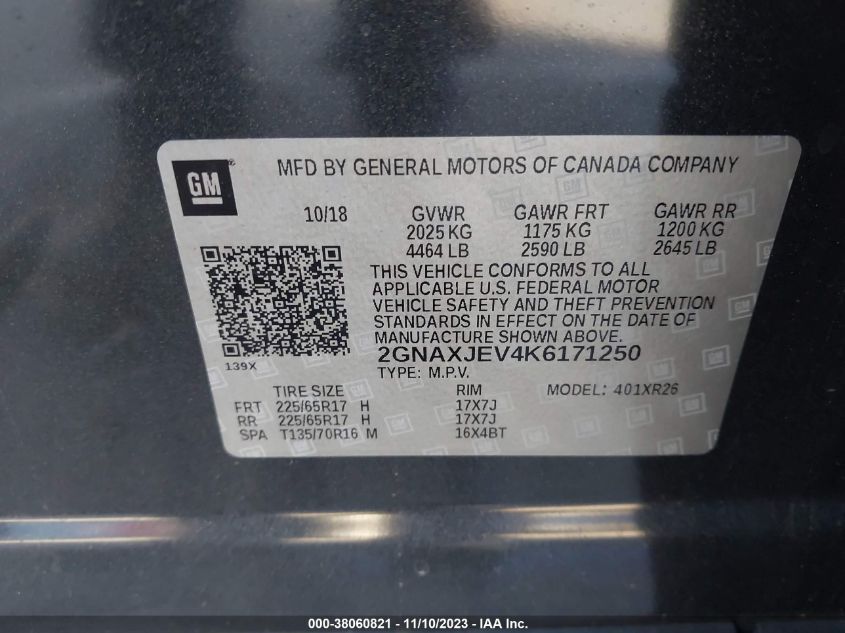 GM ®
MFD BY GENERAL MOTORS OF CANADA COMPANY
10/18 GVWR GAWR FRT GAWR RR
2025 KG 1175 KG 1200 KG
4464 LB 2590 LB 2645 LB
THIS VEHICLE CONFORMS TO ALL
APPLICABLE U.S. FEDERAL MOTOR
VEHICLE SAFETY AND THEFT PREVENTION
STANDARDS IN EFFECT ON THE DATE OF
MANUFACTURE SHOWN ABOVE.
2GNAXJEV4K6171250
139X
TYPE: M.P.V.
TIRE SIZE RIM MODEL: 401XR26
FRT 225/65R17 H 17X7J
RR 225/65R17 H 17X7J
SPA T135/70R16 M 16X4BT
000-38060821 - 11/10/2023 - IAA Inc.